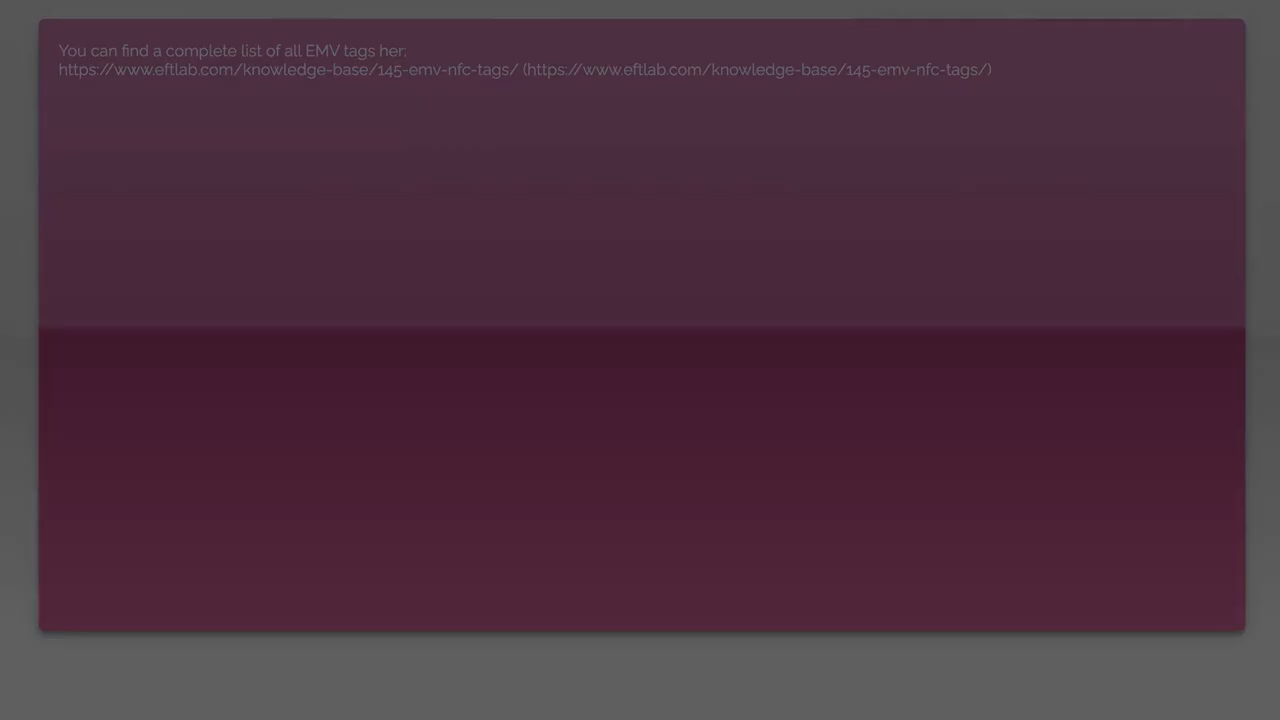 You can find a complete list of all EMV tags her:
https://www.eftlab.com/knowledge-base/145-emv-nfc-tags/ (https://www.eftlab.com/knowledge-base/145-emv-nfc-tags/)